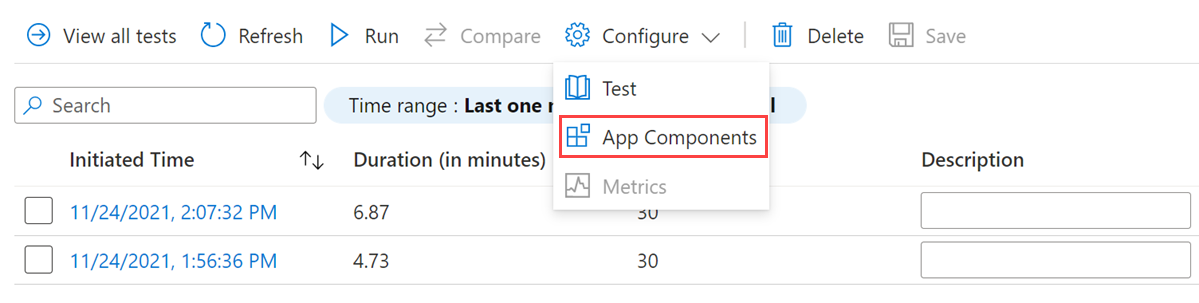 View all tests Refresh Run Compare Configure Delete Save
Test
Search Time range : Last one
App Components
Initiated Time Duration (in minutes) Description
Metrics
11/24/2021, 2:07:32 PM 6.87 30
11/24/2021, 1:56:36 PM 4.73 30